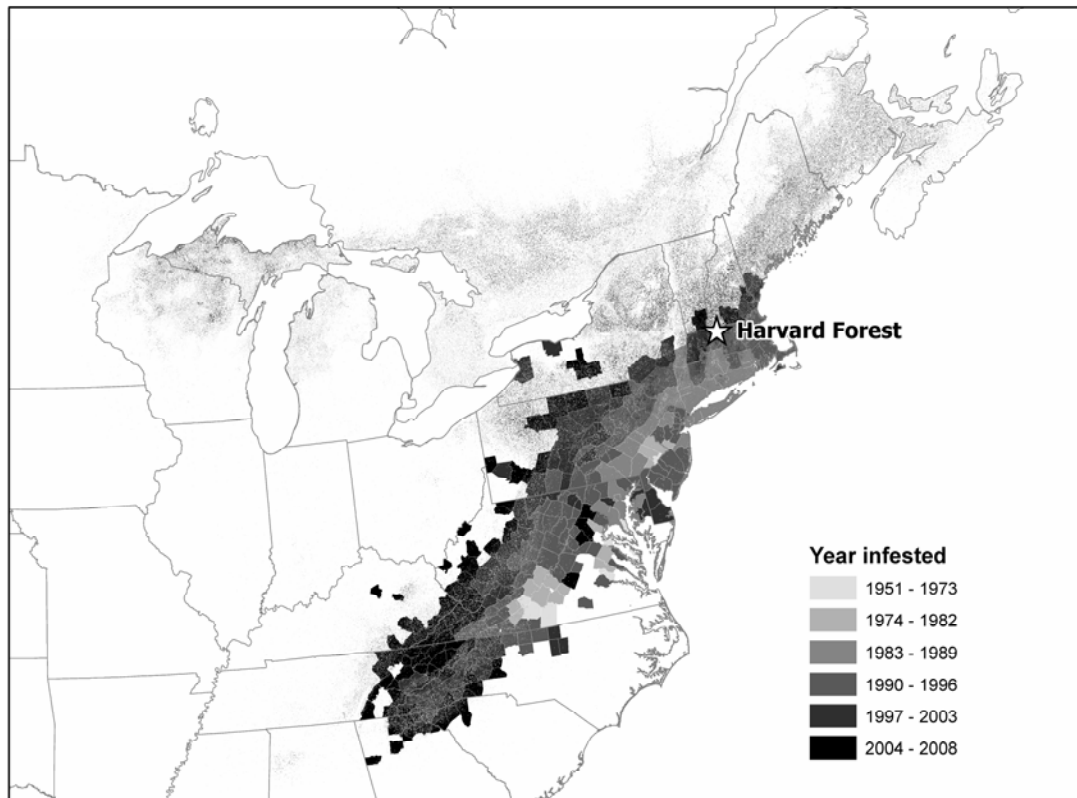 Harvard Forest
Year infested
1951 - 1973
1974 - 1982
1983 - 1989
1990 - 1996
1997 - 2003
2004 - 2008